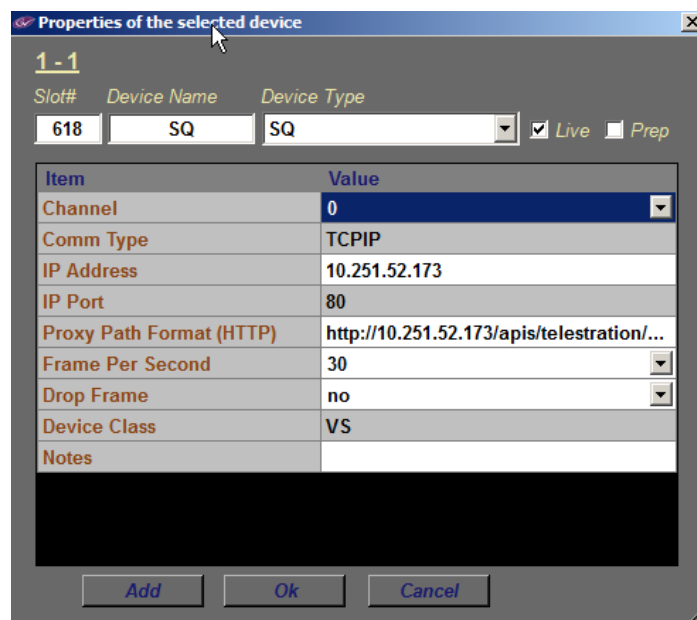 Properties of the selected device
1 - 1
Slot# Device Name Device Type
618 SQ SQ Live Prep
Item Value
Channel 0
Comm Type TCPIP
IP Address 10.251.52.173
IP Port 80
Proxy Path Format (HTTP) http://10.251.52.173/apis/telestration/...
Frame Per Second 30
Drop Frame no
Device Class VS
Notes
Add Ok Cancel